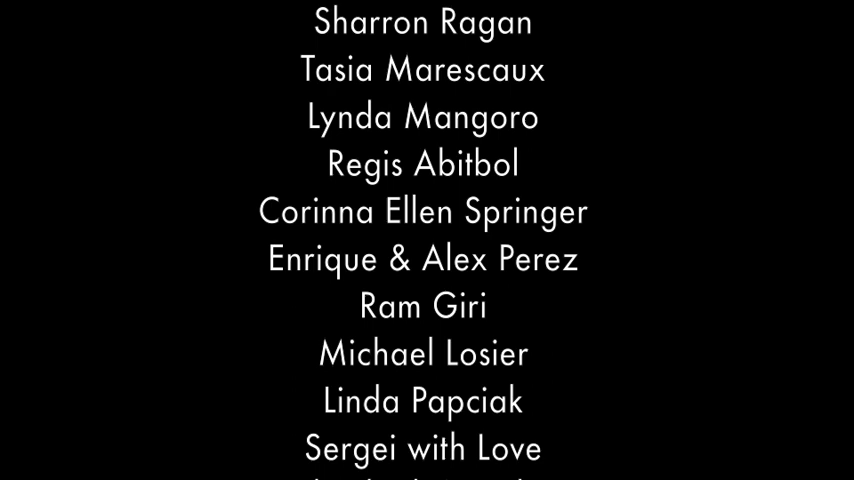 Sharron Ragan
Tasia Marescaux
Lynda Mangoro
Regis Abitbol
Corinna Ellen Springer
Enrique & Alex Perez
Ram Giri
Michael Losier
Linda Papciak
Sergei with Love